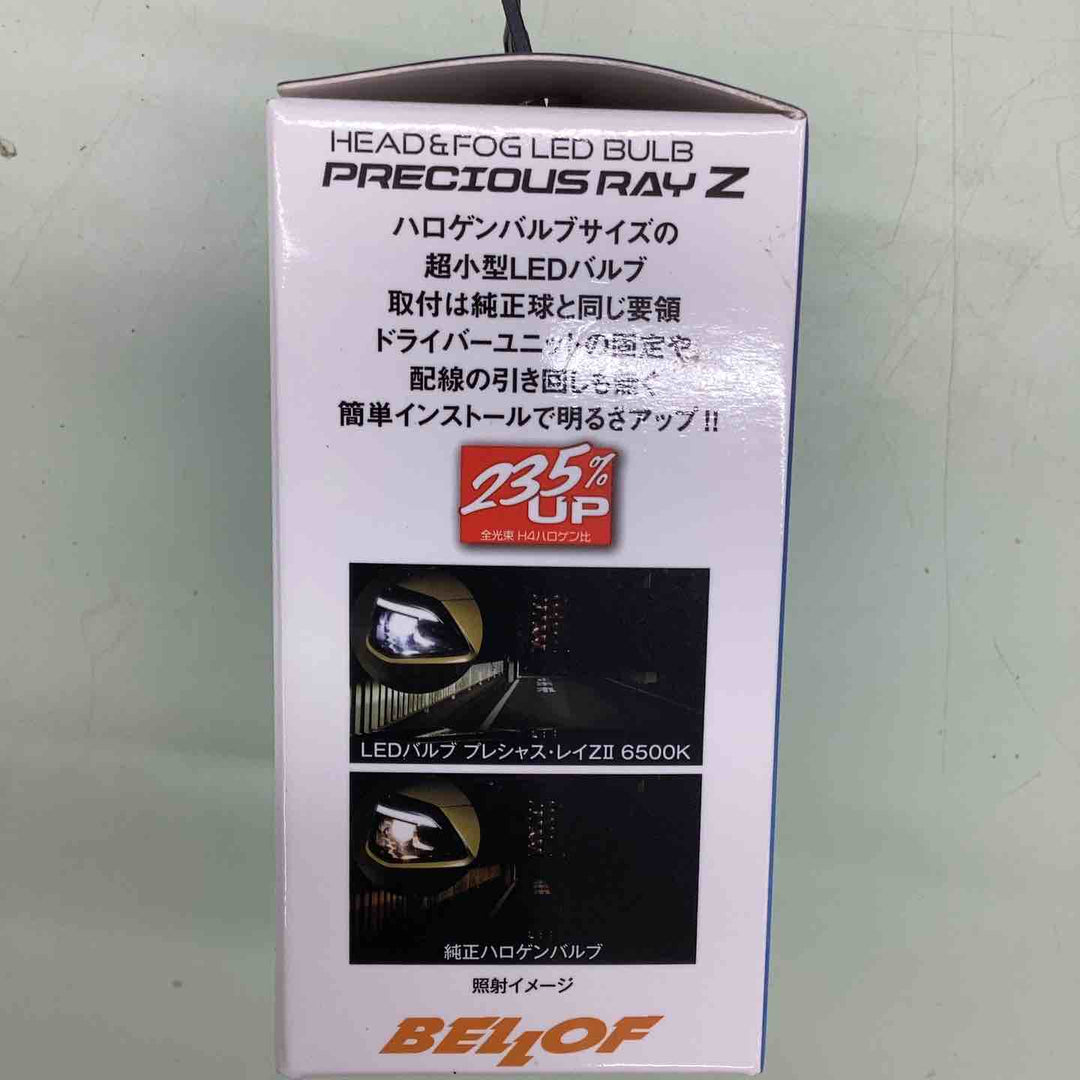 HEAD&FOG LED BULB
PRECIOUS RAY Z
ハロゲンバルブサイズの
超小型LEDバルブ
取付は純正球と同じ要領
ドライバーユニットの固定や
配線の引き回しも無く
簡単インストールで明るさアップ!!
235%
UP
全光束 H4ハロゲン比
LEDバルブ プレシャス・レイZII 6500K
純正ハロゲンバルブ
照射イメージ
BELLOF